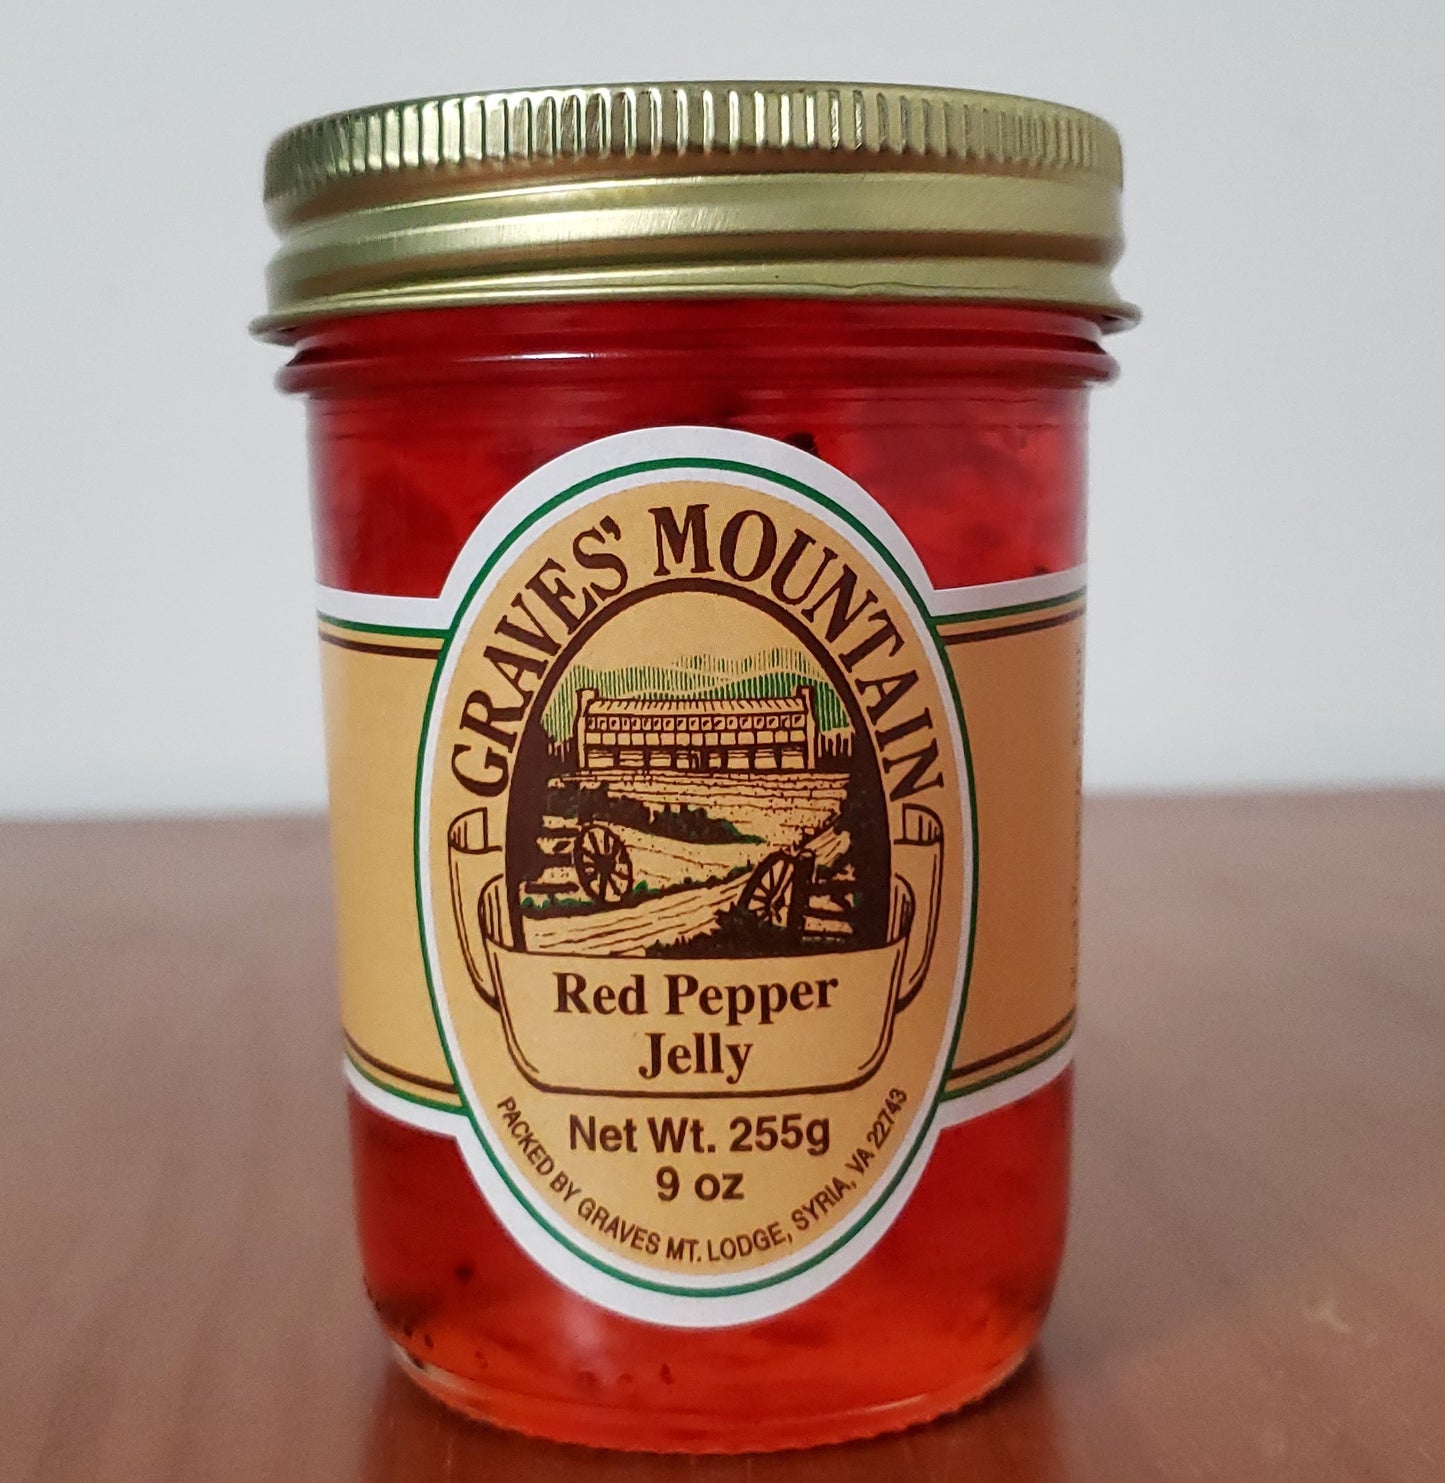 GRAVES' MOUNTAIN
Red Pepper
Jelly
Net Wt. 255g
9 oz
PACKED BY GRAVES MT. LODGE, SYRIA, VA 22743